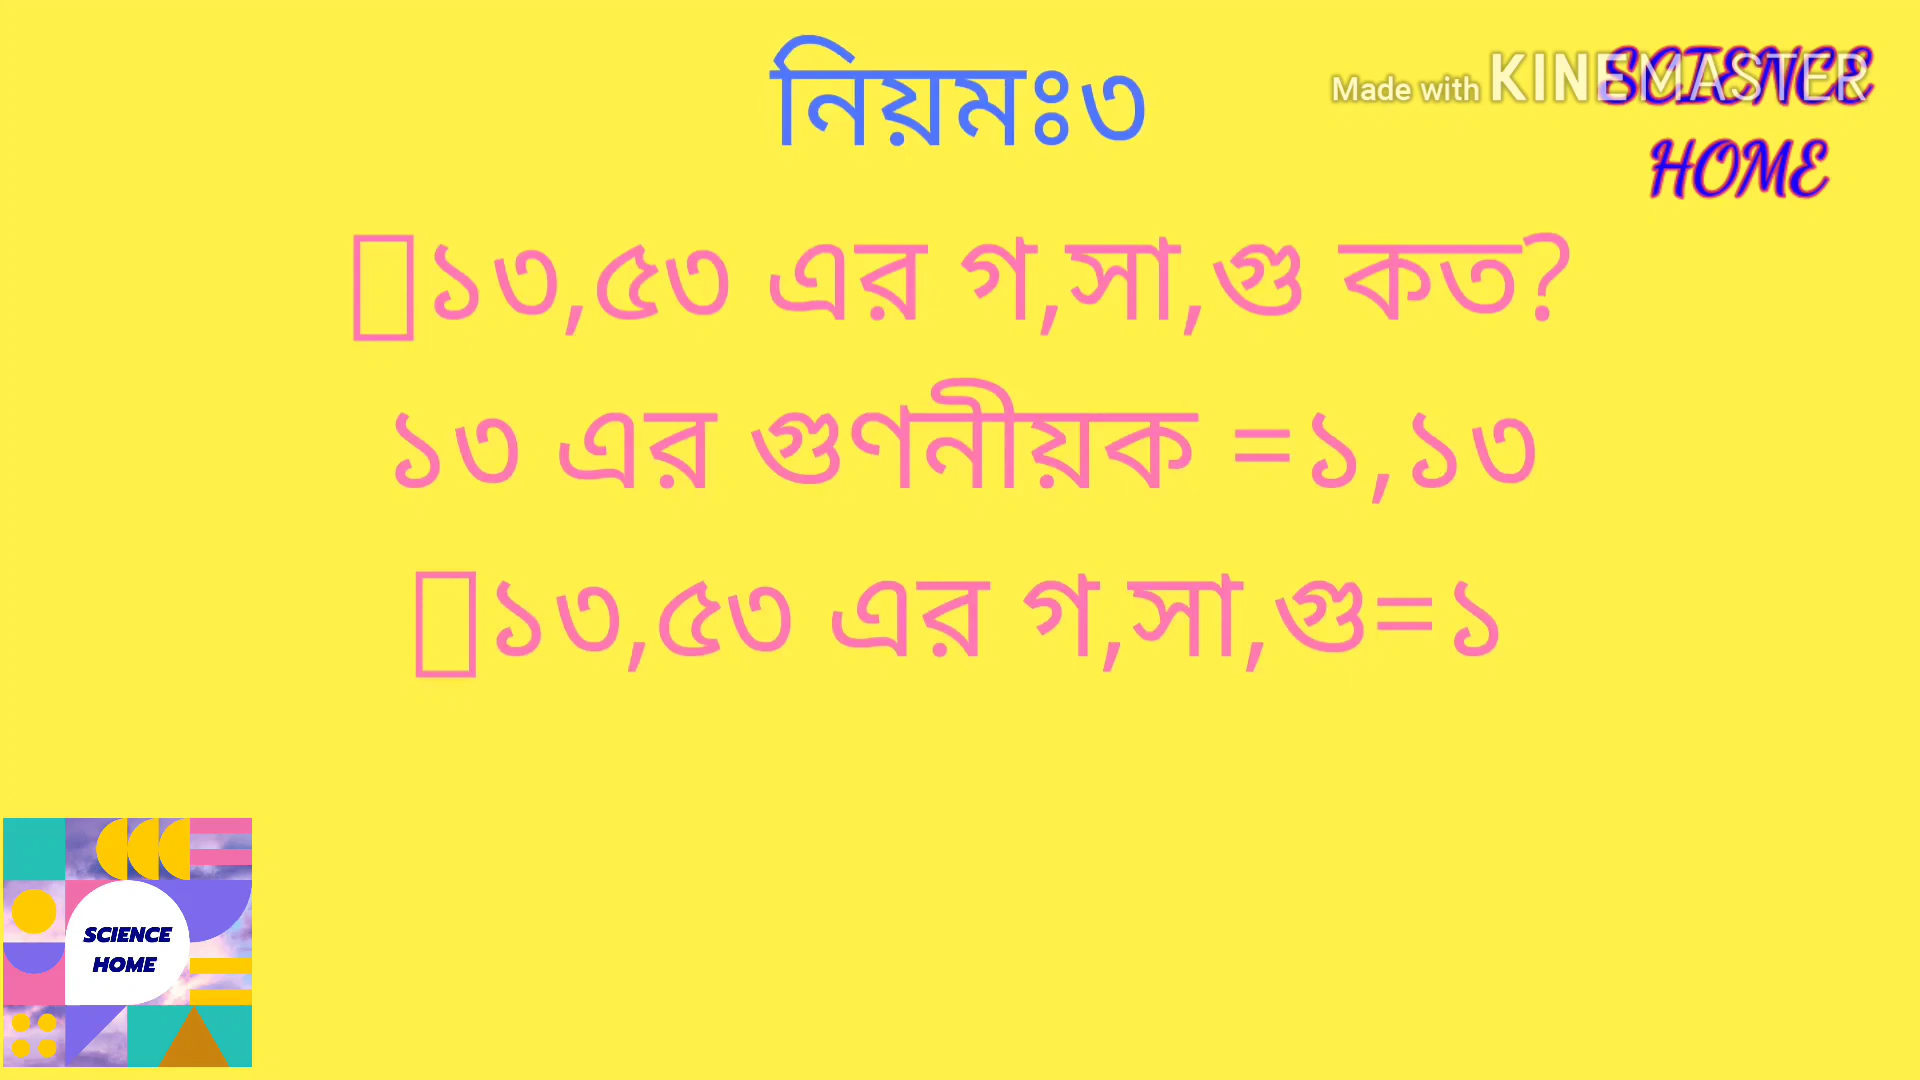 নিয়মঃ৩
Made with KINEMASTER
SCIENCE
HOME
১৩,৫৩ এর গ,সা,গু কত?
১৩ এর গুণনীয়ক =১,১৩
১৩,৫৩ এর গ,সা,গু=১
SCIENCE
HOME